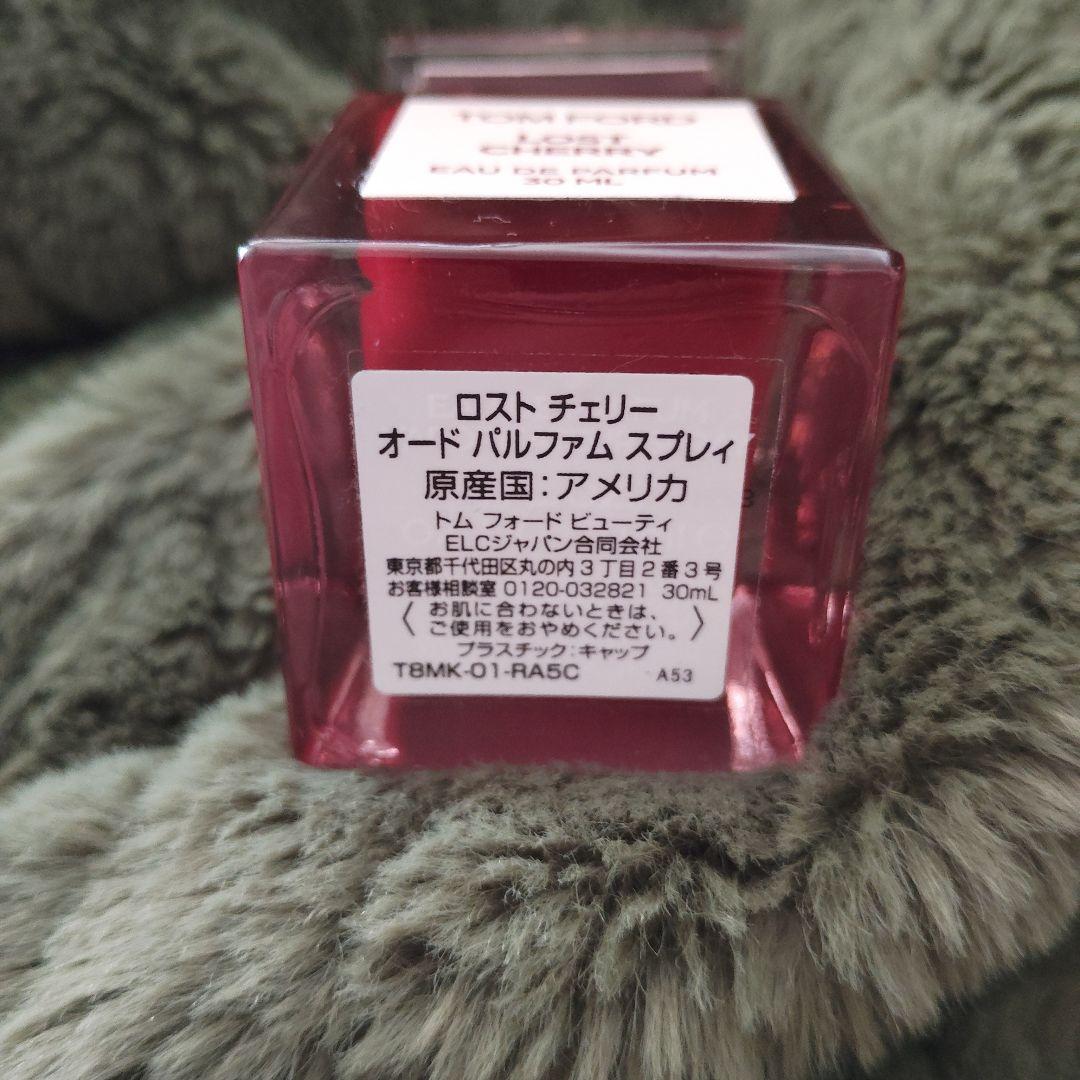 TOM FORD
LOST
CHERRY
EAU DE PARFUM
30 ML
ロスト チェリー
オード パルファム スプレィ
原産国:アメリカ
トム フォード ビューティ
ELCジャパン合同会社
東京都千代田区丸の内3丁目2番3号
お客様相談室 0120-032821 30mL
〈お肌に合わないときは、
ご使用をおやめください。〉
プラスチック:キャップ
T8MK-01-RA5C A53